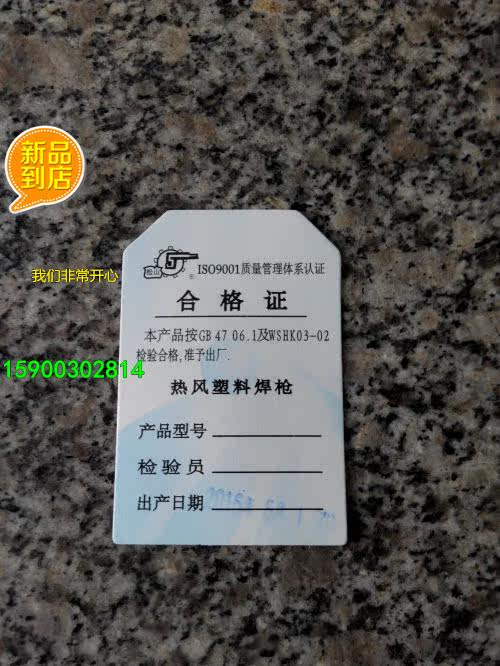 新品
到店
松山
®
ISO9001质量管理体系认证
我们非常开心
合格证
本产品按GB 47 06.1及WSHK03-02
检验合格,准予出厂.
15900302814
热风塑料焊枪
产品型号
检验员
出产日期